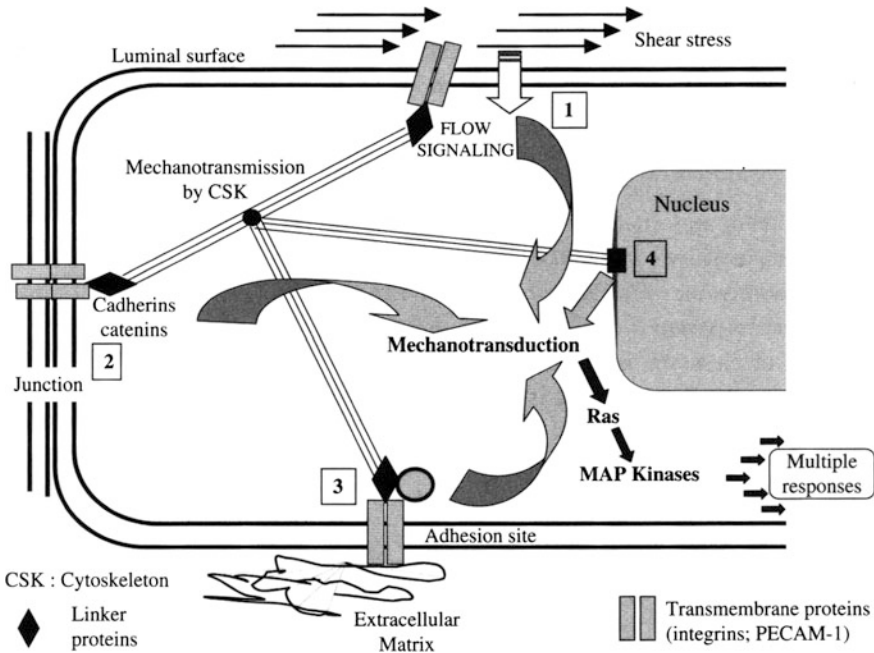 Luminal surface
Shear stress
1
FLOW
SIGNALING
Mechanotransmission
by CSK
Nucleus
4
Cadherins
catenins
2
Mechanotransduction
Junction
Ras
MAP Kinases
Multiple
responses
3
Adhesion site
CSK : Cytoskeleton
Linker
proteins
Extracellular
Matrix
Transmembrane proteins
(integrins; PECAM-1)